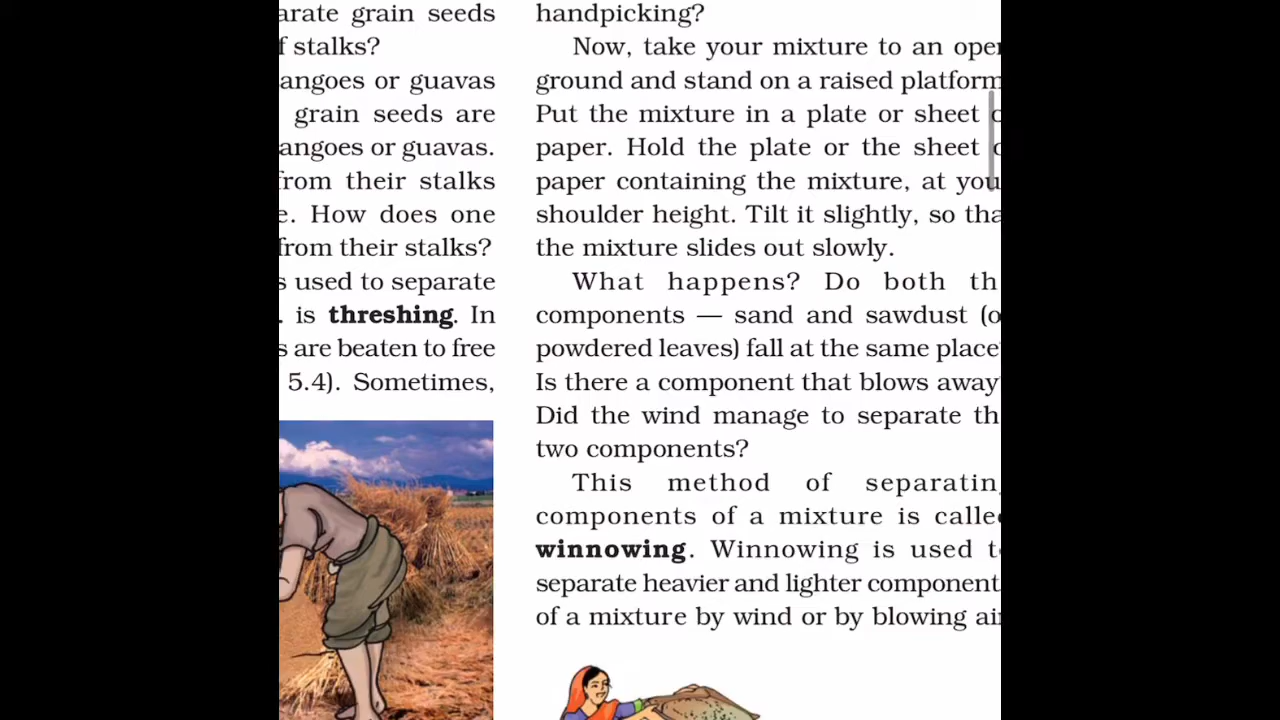 arate grain seeds
f stalks?
angoes or guavas
grain seeds are
angoes or guavas.
from their stalks
e. How does one
from their stalks?
s used to separate
. is threshing. In
s are beaten to free
5.4). Sometimes,
handpicking?
Now, take your mixture to an open
ground and stand on a raised platform
Put the mixture in a plate or sheet o
paper. Hold the plate or the sheet o
paper containing the mixture, at you
shoulder height. Tilt it slightly, so tha
the mixture slides out slowly.
What happens? Do both th
components — sand and sawdust (o
powdered leaves) fall at the same place
Is there a component that blows away
Did the wind manage to separate th
two components?
This method of separatin
components of a mixture is calle
winnowing. Winnowing is used t
separate heavier and lighter component
of a mixture by wind or by blowing ai